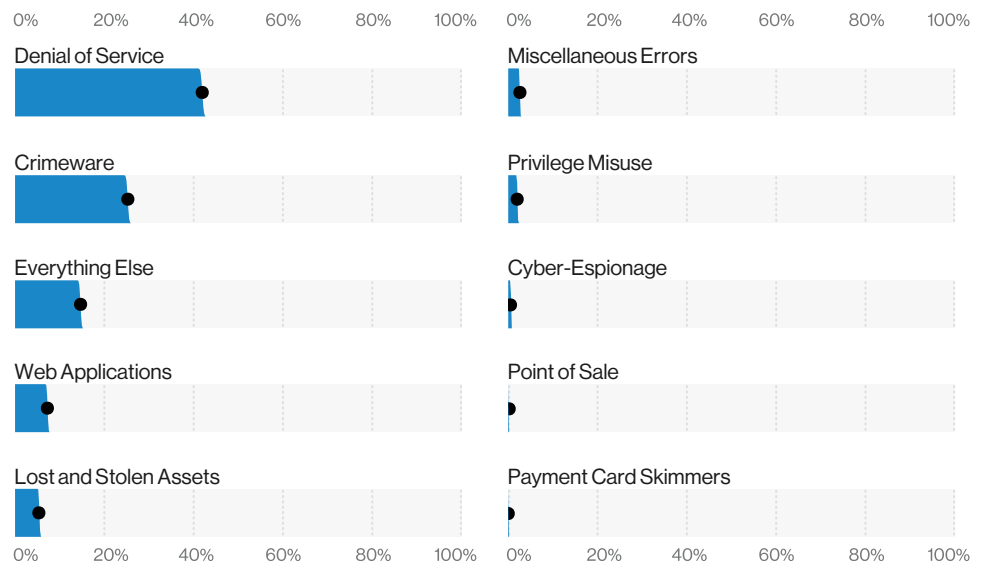 0% 20% 40% 60% 80% 100%
0% 20% 40% 60% 80% 100%
Denial of Service
Crimeware
Everything Else
Web Applications
Lost and Stolen Assets
0% 20% 40% 60% 80% 100%
Miscellaneous Errors
Privilege Misuse
Cyber-Espionage
Point of Sale
Payment Card Skimmers
0% 20% 40% 60% 80% 100%